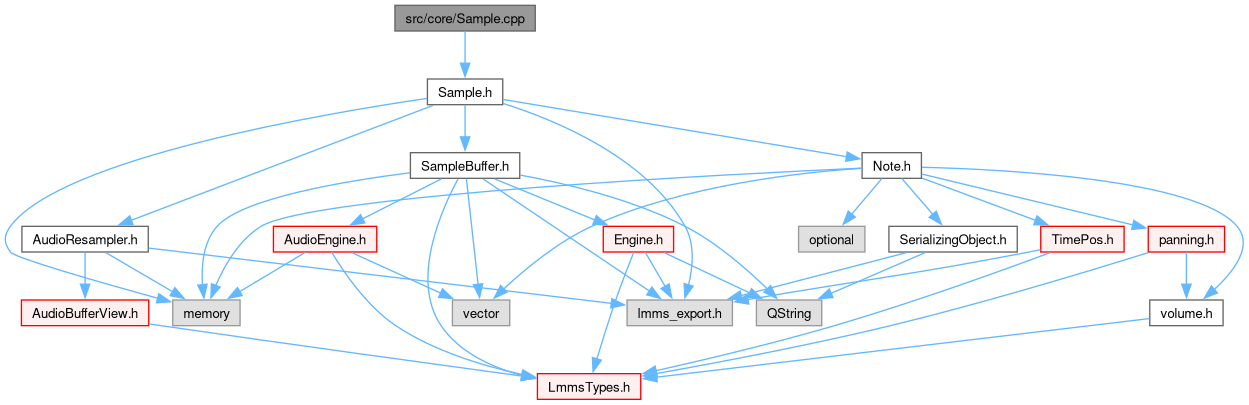 src/core/Sample.cpp
Sample.h
SampleBuffer.h
Note.h
AudioResampler.h
AudioEngine.h
Engine.h
optional
SerializingObject.h
TimePos.h
panning.h
AudioBufferView.h
memory
vector
lmms_export.h
QString
volume.h
LmmsTypes.h